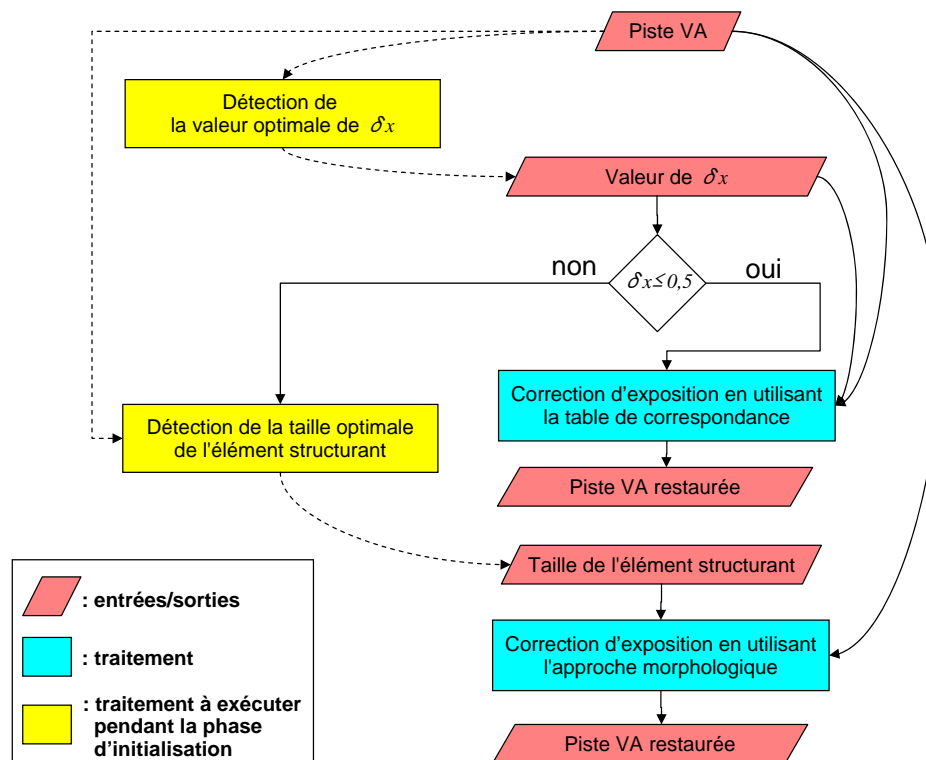 Piste VA
Détection de
la valeur optimale de δx
Valeur de δx
non
δx≤0,5
oui
Correction d'exposition en utilisant
la table de correspondance
Détection de la taille optimale
de l'élément structurant
Piste VA restaurée
Taille de l'élément structurant
Correction d'exposition en utilisant
l'approche morphologique
Piste VA restaurée
: entrées/sorties
: traitement
: traitement à exécuter
pendant la phase
d'initialisation